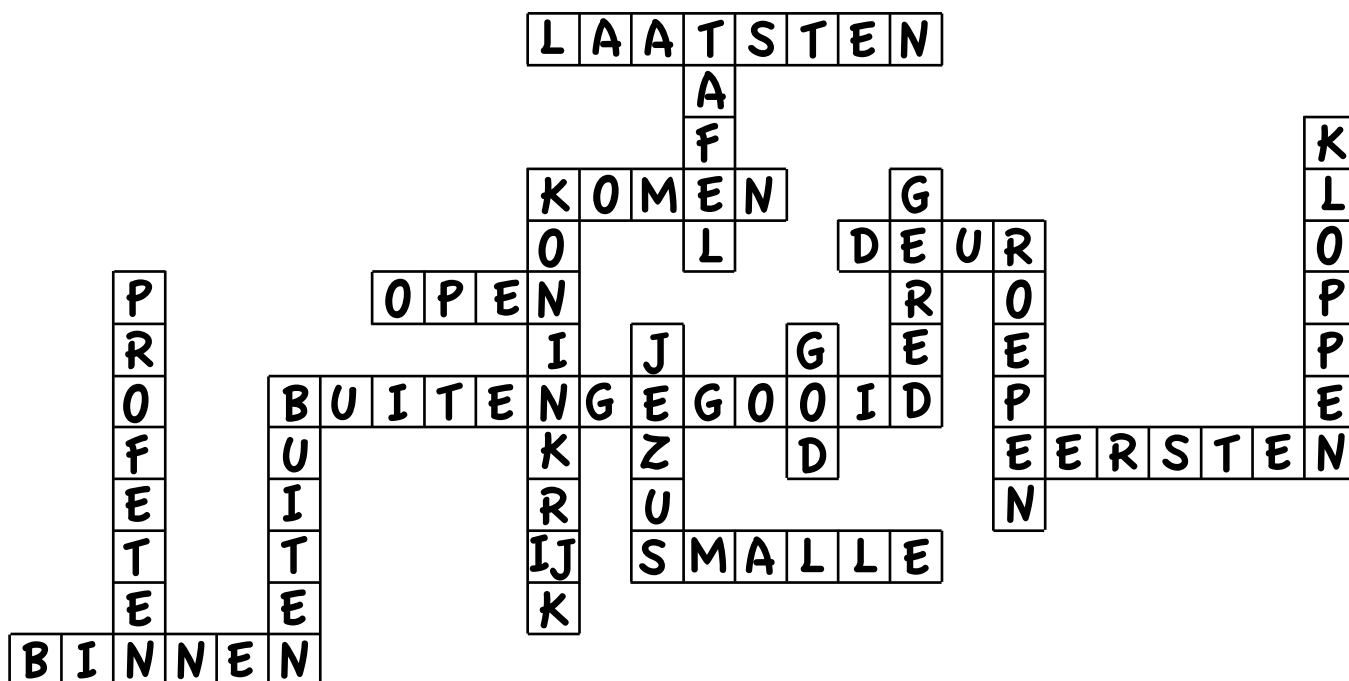 LAATSTEN
TAFEL
KLOPPEN
KOMEN
KONINKRIJK
GEREED
DEUR
ROEPEN
PROFETEN
OPEN
JEZUS
GOD
BUITENGEGOOID
BUITEN
EERSTEN
SMALLE
BINNEN